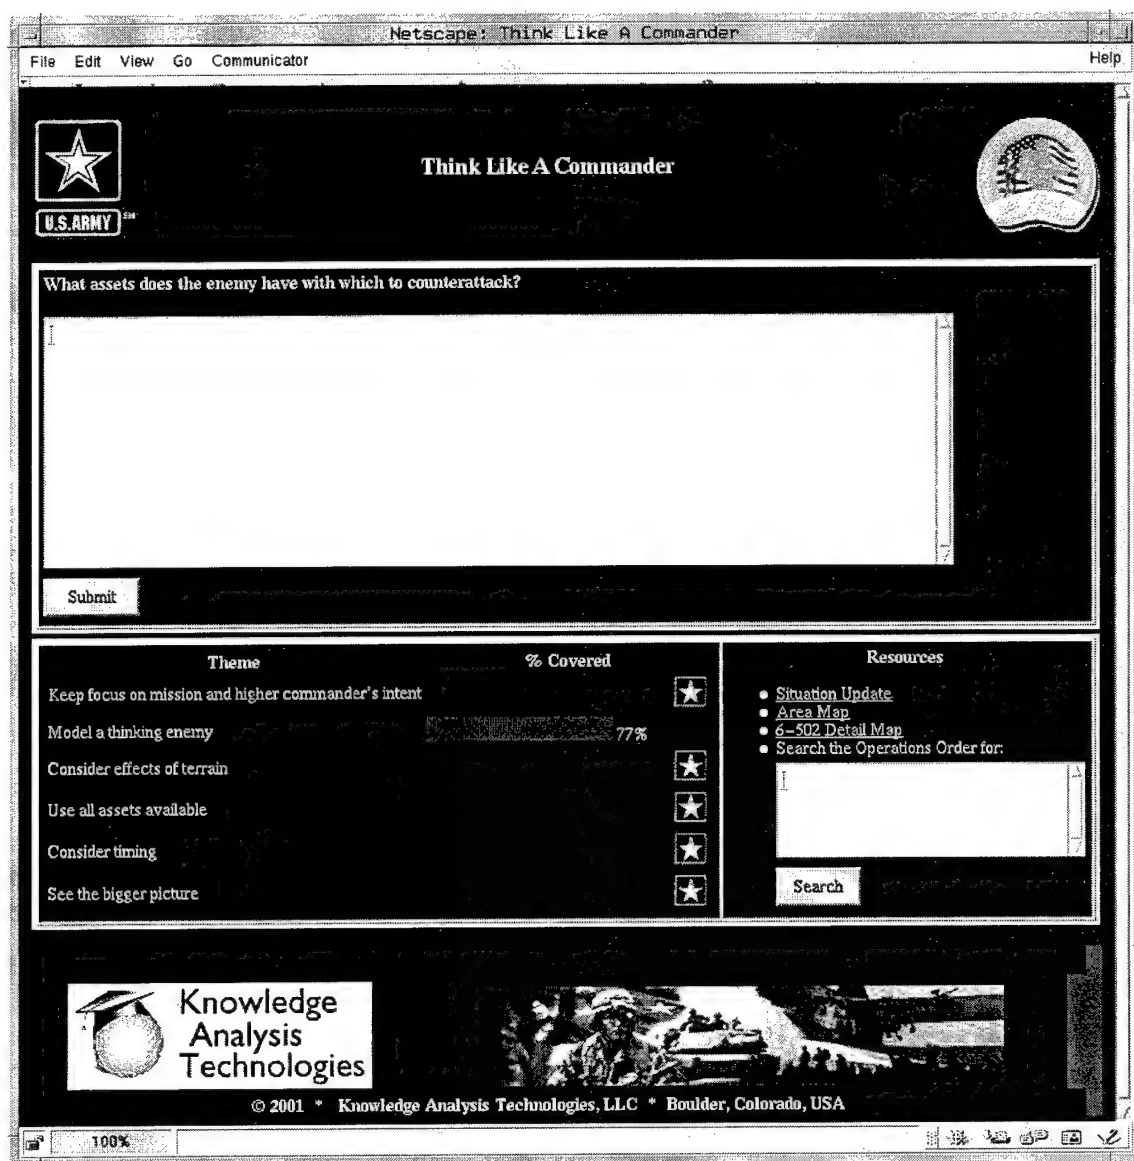 Netscape: Think Like A Commander
File Edit View Go Communicator Help
Think Like A Commander
U.S.ARMY SM
What assets does the enemy have with which to counterattack?
Submit
Theme % Covered
Keep focus on mission and higher commander's intent
Model a thinking enemy 77%
Consider effects of terrain
Use all assets available
Consider timing
See the bigger picture
Resources
Situation Update
Area Map
6-502 Detail Map
Search the Operations Order for:
Search
Knowledge
Analysis
Technologies
© 2001 * Knowledge Analysis Technologies, LLC * Boulder, Colorado, USA
100%